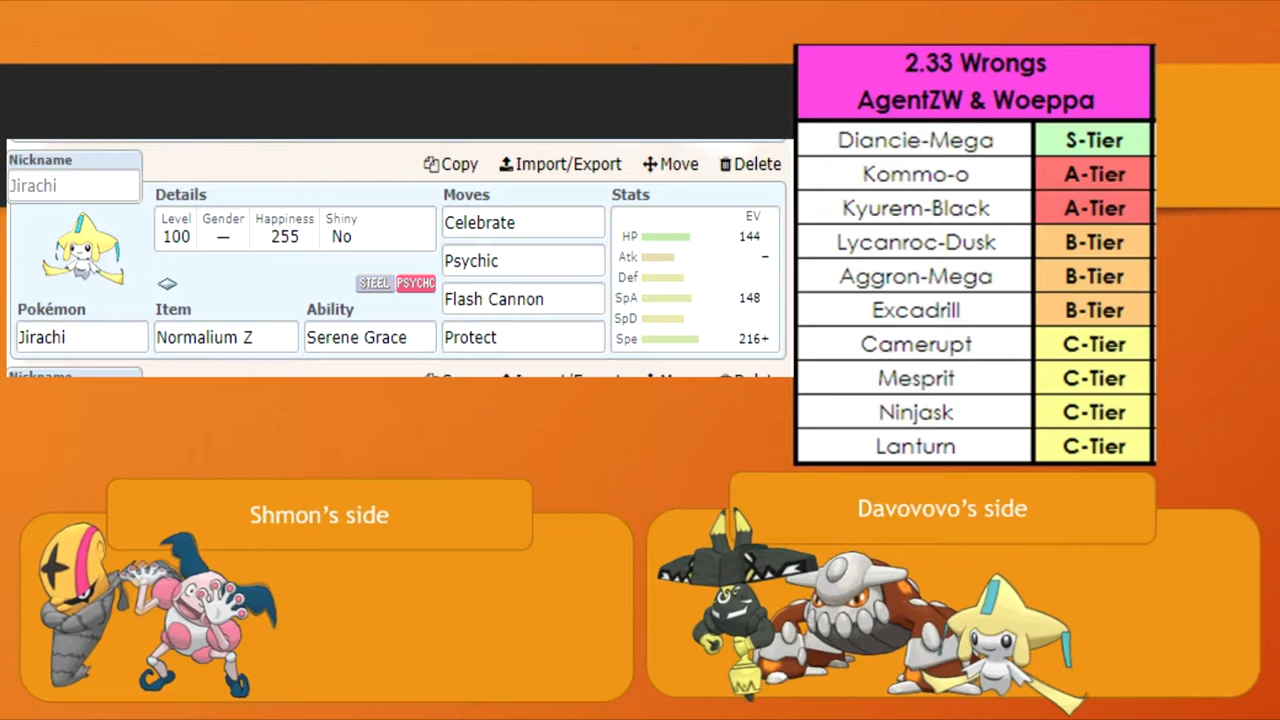 Nickname
Jirachi
Copy Import/Export Move Delete
Details
Level Gender Happiness Shiny
100 — 255 No
STEEL PSYCHC
Pokémon Item Ability
Jirachi Normalium Z Serene Grace
Moves
Celebrate
Psychic
Flash Cannon
Protect
Stats
EV
HP 144
Atk –
Def
SpA 148
SpD
Spe 216+
2.33 Wrongs
AgentZW & Woeppa
Diancie-Mega S-Tier
Kommo-o A-Tier
Kyurem-Black A-Tier
Lycanroc-Dusk B-Tier
Aggron-Mega B-Tier
Excadrill B-Tier
Camerupt C-Tier
Mesprit C-Tier
Ninjask C-Tier
Lanturn C-Tier
Shmon's side
Davovovo's side